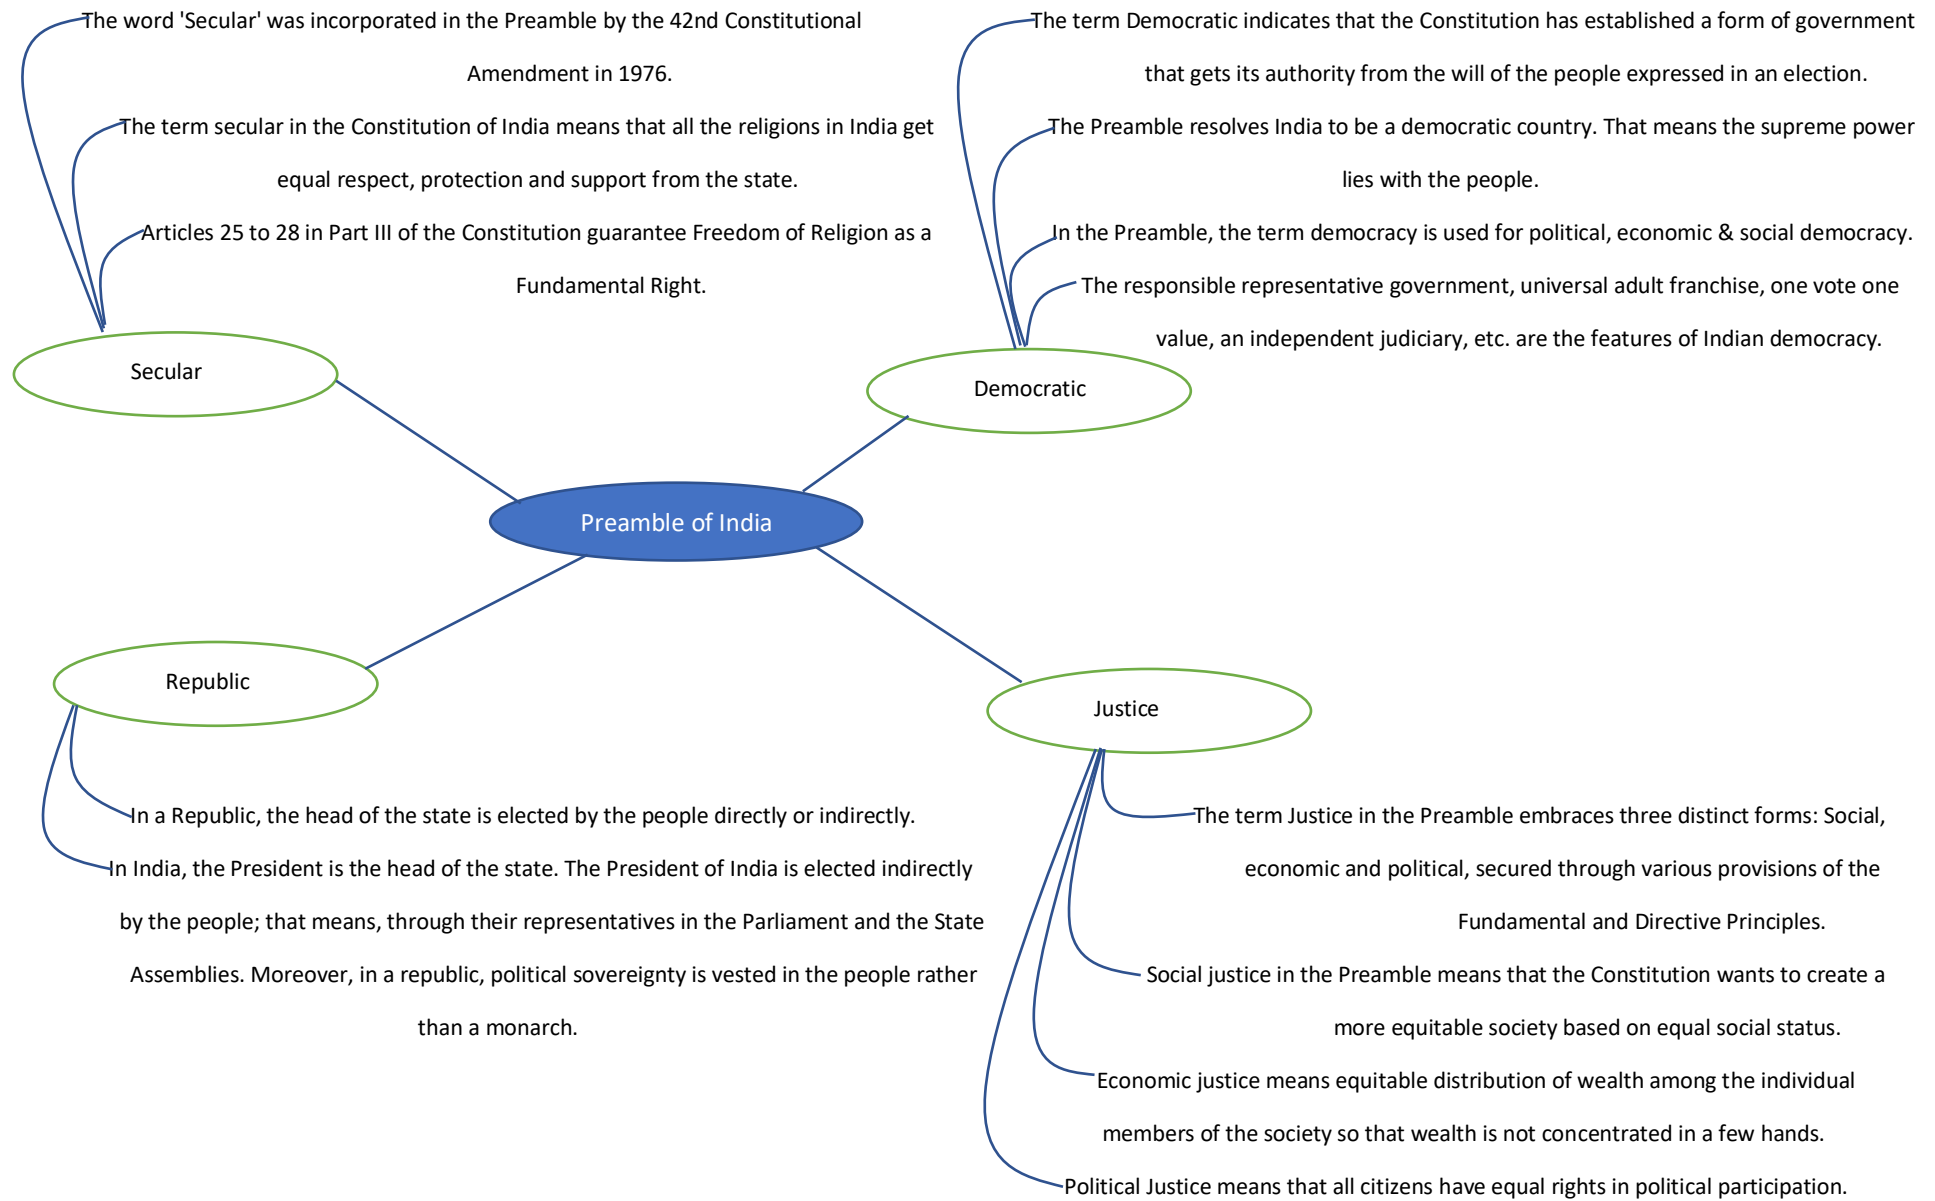 The word 'Secular' was incorporated in the Preamble by the 42nd Constitutional
Amendment in 1976.
The term secular in the Constitution of India means that all the religions in India get
equal respect, protection and support from the state.
Articles 25 to 28 in Part III of the Constitution guarantee Freedom of Religion as a
Fundamental Right.
Secular
The term Democratic indicates that the Constitution has established a form of government
that gets its authority from the will of the people expressed in an election.
The Preamble resolves India to be a democratic country. That means the supreme power
lies with the people.
In the Preamble, the term democracy is used for political, economic & social democracy.
The responsible representative government, universal adult franchise, one vote one
value, an independent judiciary, etc. are the features of Indian democracy.
Democratic
Preamble of India
Republic
In a Republic, the head of the state is elected by the people directly or indirectly.
In India, the President is the head of the state. The President of India is elected indirectly
by the people; that means, through their representatives in the Parliament and the State
Assemblies. Moreover, in a republic, political sovereignty is vested in the people rather
than a monarch.
Justice
The term Justice in the Preamble embraces three distinct forms: Social,
economic and political, secured through various provisions of the
Fundamental and Directive Principles.
Social justice in the Preamble means that the Constitution wants to create a
more equitable society based on equal social status.
Economic justice means equitable distribution of wealth among the individual
members of the society so that wealth is not concentrated in a few hands.
Political Justice means that all citizens have equal rights in political participation.